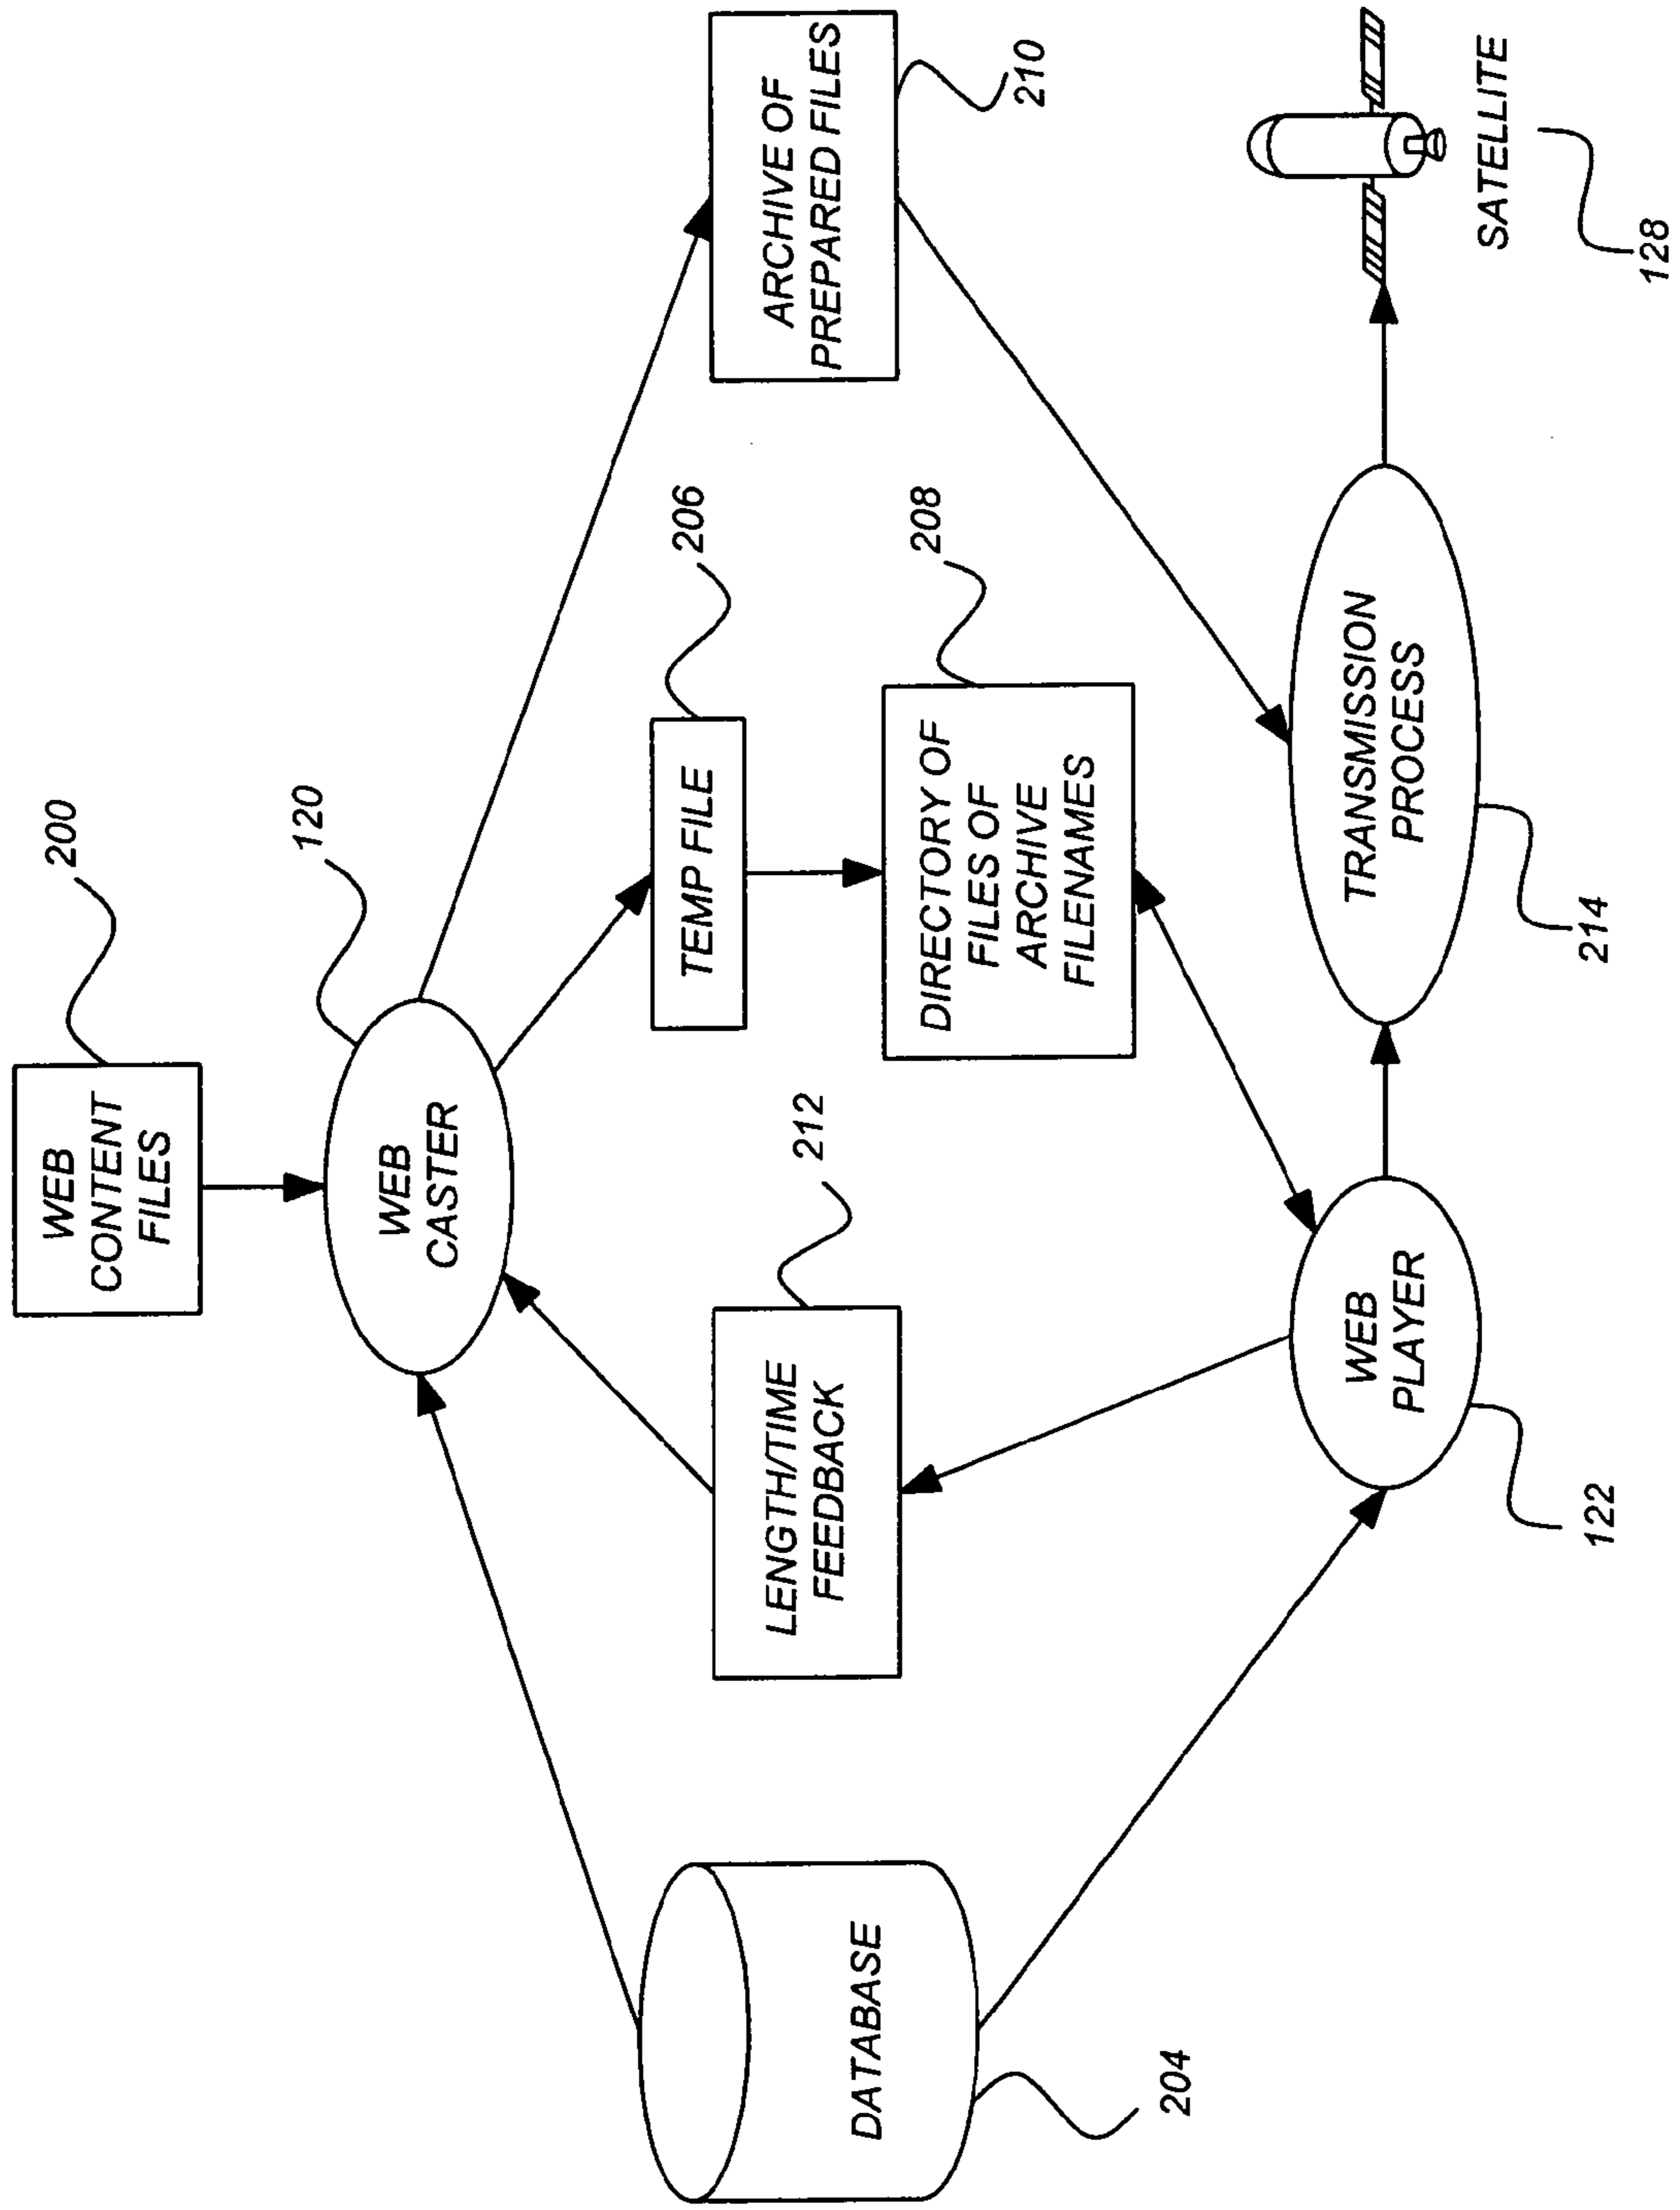 WEB
CONTENT
FILES
200
WEB
CASTER
120
TEMP FILE
206
ARCHIVE OF
PREPARED FILES
210
DATABASE
204
LENGTH/TIME
FEEDBACK
212
DIRECTORY OF
FILES OF
ARCHIVE
FILENAMES
208
WEB
PLAYER
122
TRANSMISSION
PROCESS
214
SATELLITE
128